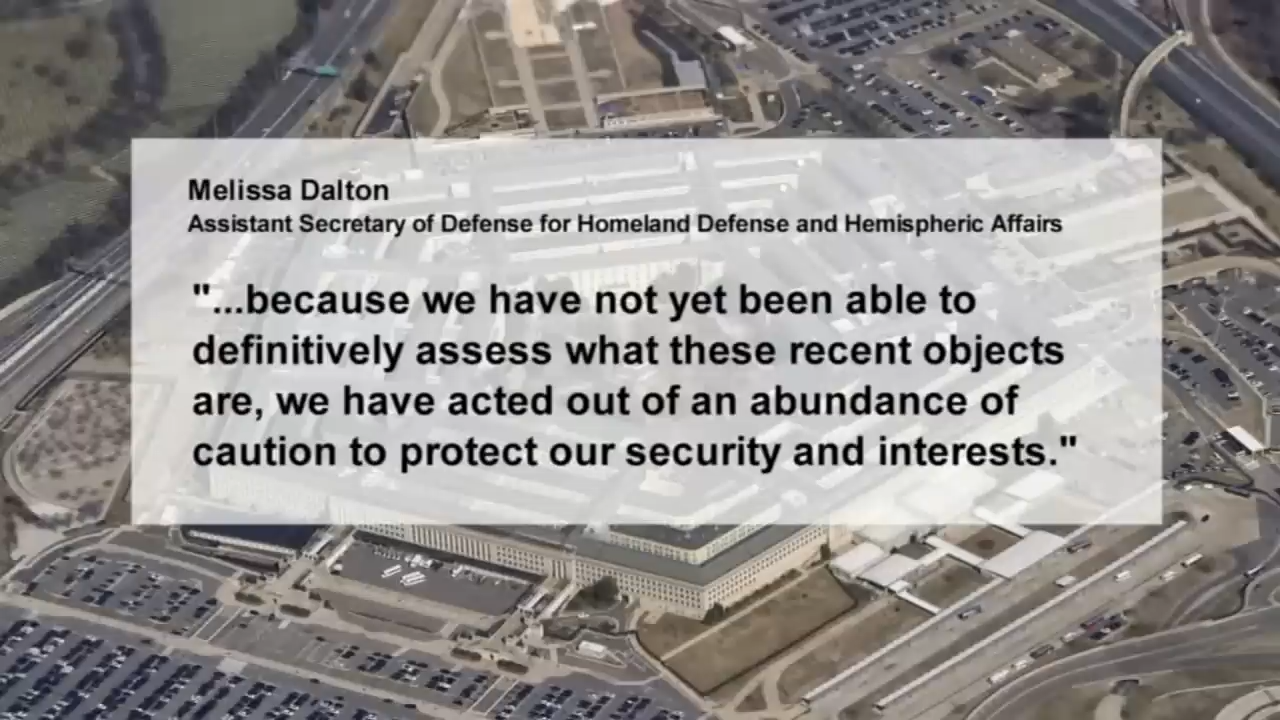 Melissa Dalton
Assistant Secretary of Defense for Homeland Defense and Hemispheric Affairs
"...because we have not yet been able to
definitively assess what these recent objects
are, we have acted out of an abundance of
caution to protect our security and interests."